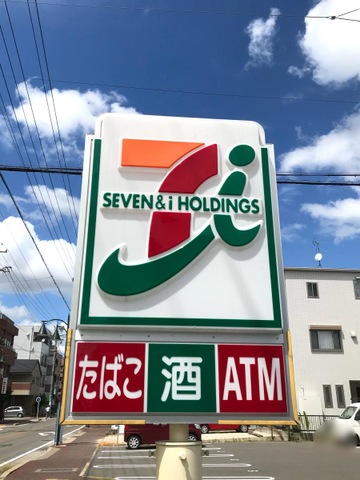 SEVEN & i HOLDINGS
たばこ 酒 ATM